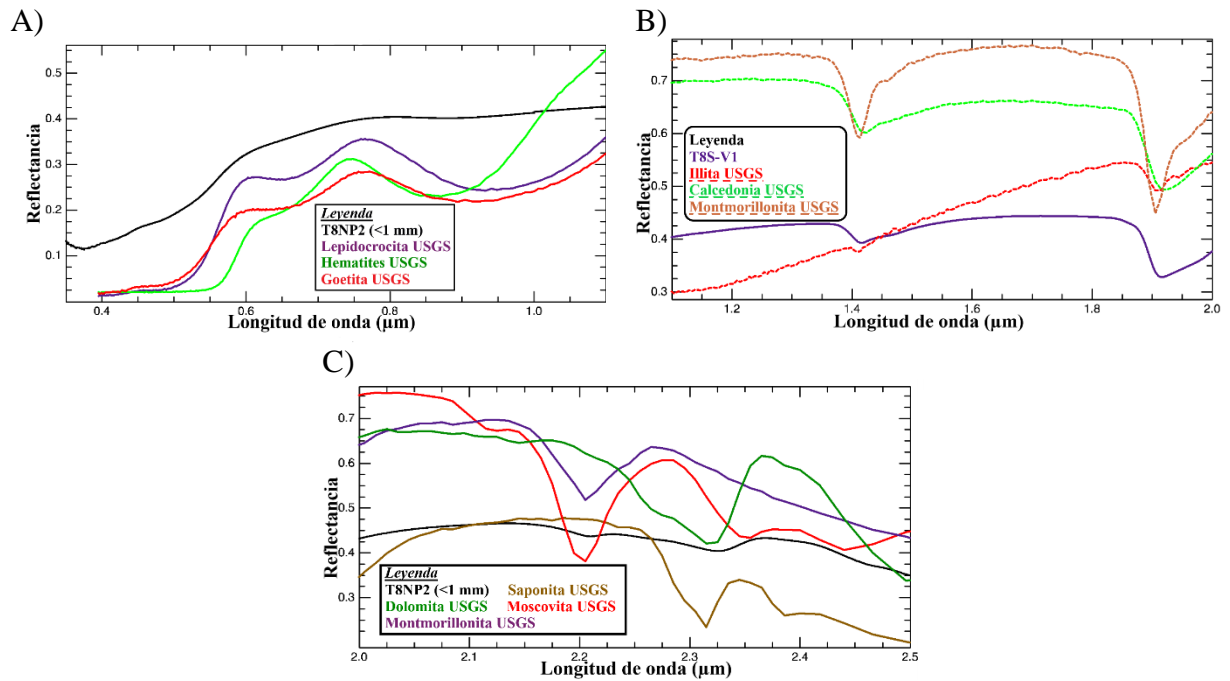 A)
Reflectancia
0.5
0.4
0.3
0.2
0.1
0.4
0.6
0.8
1.0
Longitud de onda (µm)
Leyenda
T8NP2 (<1 mm)
Lepidocrocita USGS
Hematites USGS
Goetita USGS
B)
Reflectancia
0.7
0.6
0.5
0.4
0.3
1.2
1.4
1.6
1.8
2.0
Longitud de onda (µm)
Leyenda
T8S-V1
Illita USGS
Calcedonia USGS
Montmorillonita USGS
C)
Reflectancia
0.7
0.6
0.5
0.4
0.3
2.0
2.1
2.2
2.3
2.4
2.5
Longitud de onda (µm)
Leyenda
T8NP2 (<1 mm) Saponita USGS
Dolomita USGS Moscovita USGS
Montmorillonita USGS